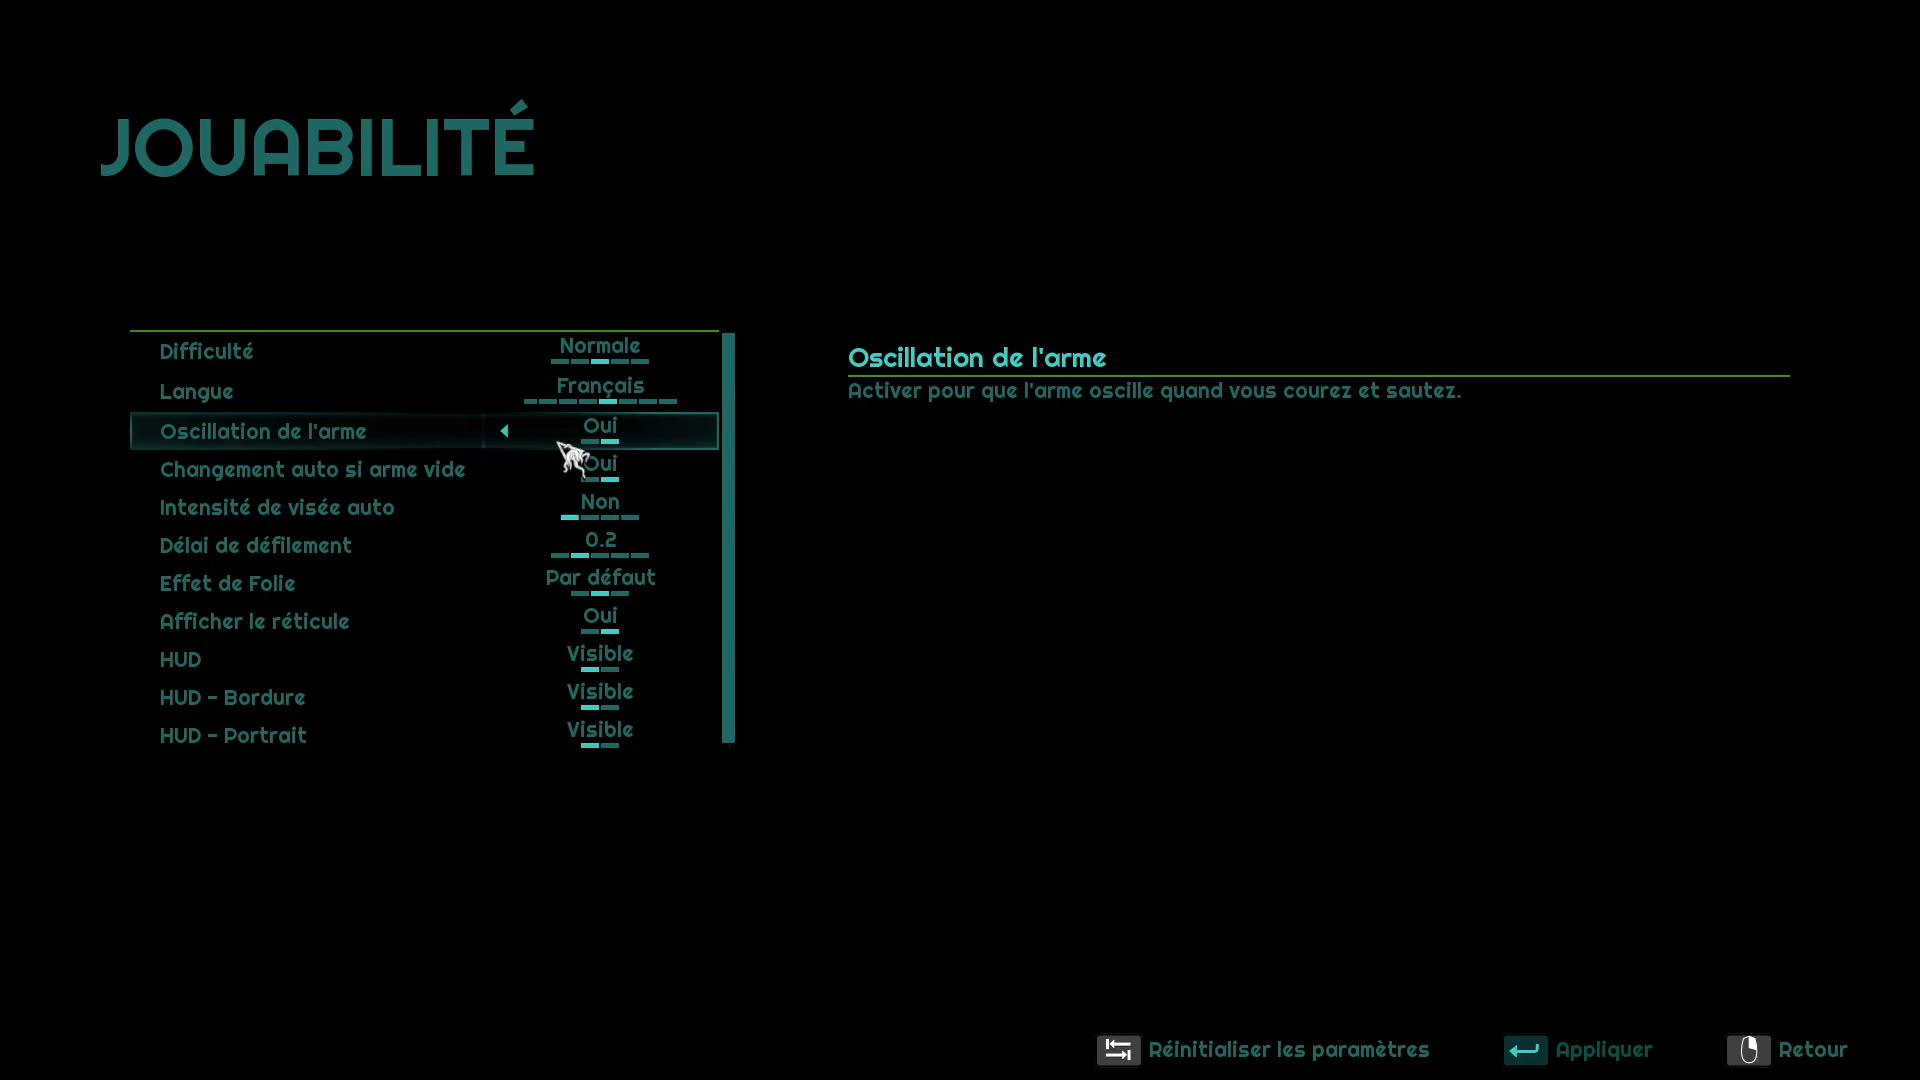 JOUABILITÉ
Difficulté Normale
Langue Français
Oscillation de l'arme Oui
Changement auto si arme vide Oui
Intensité de visée auto Non
Délai de défilement 0.2
Effet de Folie Par défaut
Afficher le réticule Oui
HUD Visible
HUD - Bordure Visible
HUD - Portrait Visible
Oscillation de l'arme
Activer pour que l'arme oscille quand vous courez et sautez.
Réinitialiser les paramètres Appliquer Retour